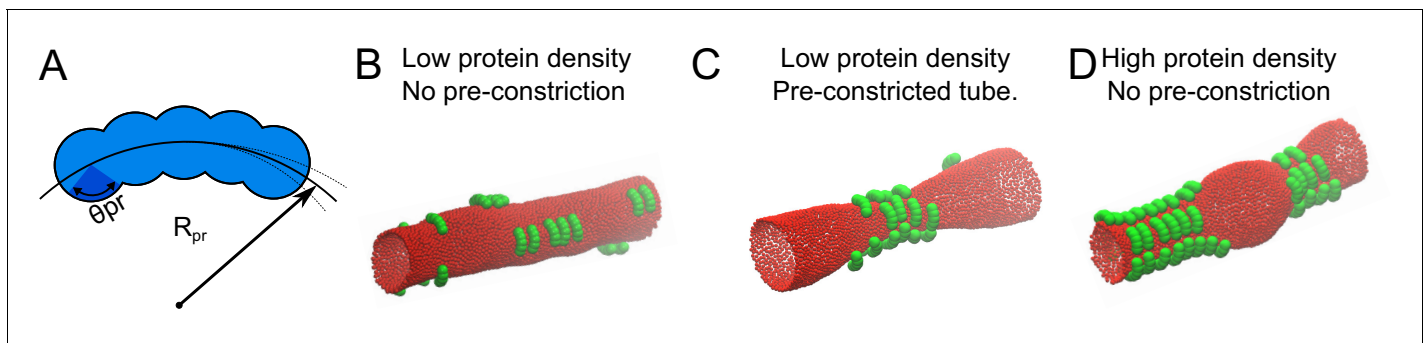 A
θpr
R_pr
B Low protein density
No pre-constriction
C Low protein density
Pre-constricted tube.
D High protein density
No pre-constriction